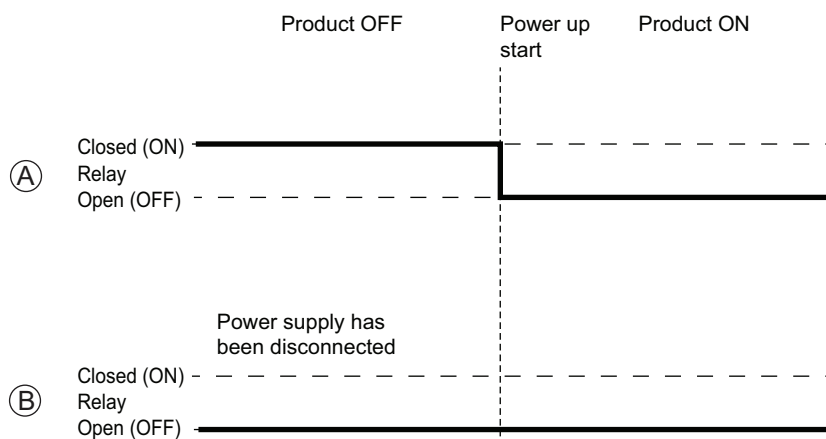 Product OFF
Power up
start
Product ON
A
Closed (ON)
Relay
Open (OFF)
Power supply has
been disconnected
B
Closed (ON)
Relay
Open (OFF)